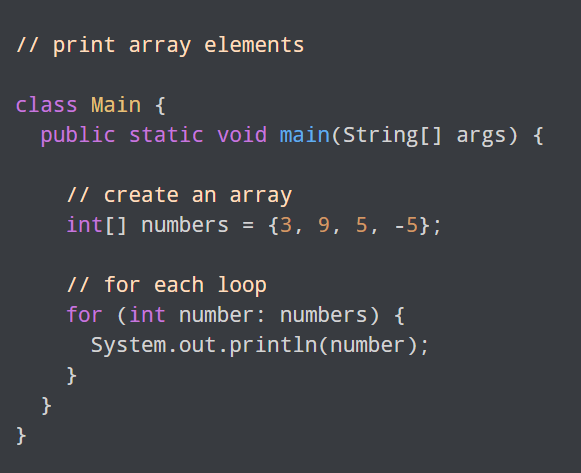 // print array elements
class Main {
  public static void main(String[] args) {
    // create an array
    int[] numbers = {3, 9, 5, -5};
    // for each loop
    for (int number: numbers) {
      System.out.println(number);
    }
  }
}